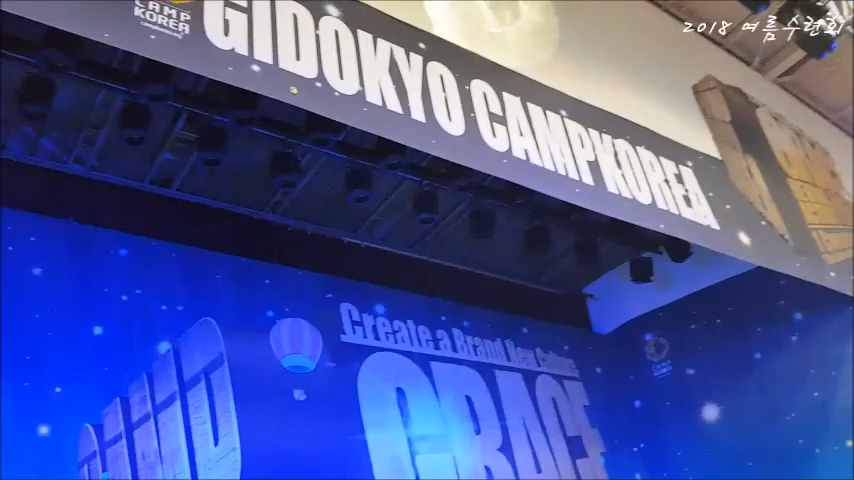 2018 여름수련회
CAMP
KOREA
GIDOKYO CAMPKOREA
Create a Brand New Culture
GRACE